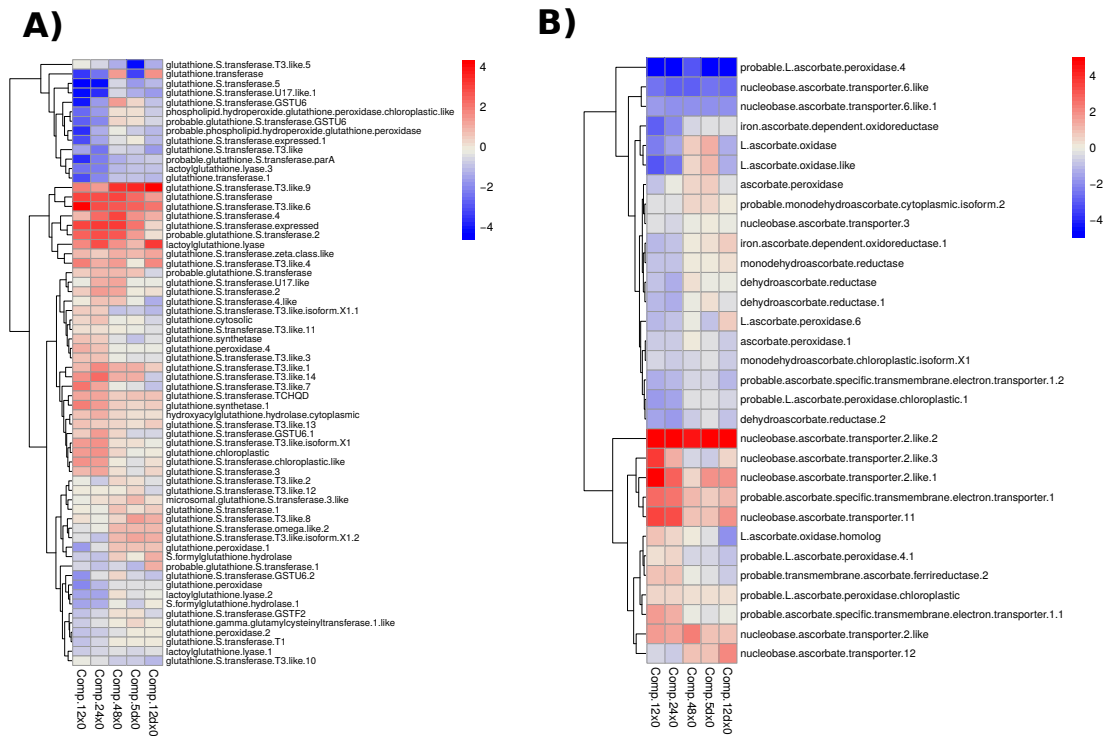 A)
glutathione.S.transferase.T3.like.5
glutathione.transferase
glutathione.S.transferase.5
glutathione.S.transferase.U17.like.1
glutathione.S.transferase.GSTU6
phospholipid.hydroperoxide.glutathione.peroxidase.chloroplastic.like
probable.glutathione.S.transferase.GSTU6
probable.phospholipid.hydroperoxide.glutathione.peroxidase
glutathione.S.transferase.expressed.1
glutathione.S.T3.like
probable.glutathione.S.transferase.parA
lactoylglutathione.lyase.3
glutathione.transferase.1
glutathione.S.transferase.T3.like.9
glutathione.S.transferase
glutathione.S.transferase.T3.like.6
glutathione.S.transferase.4
glutathione.S.transferase.expressed
probable.glutathione.S.transferase.2
lactoylglutathione.lyase
glutathione.S.transferase.zeta.class.like
glutathione.S.transferase.T3.like.4
probable.glutathione.S.transferase
glutathione.S.transferase.U17.like
glutathione.S.transferase.2
glutathione.S.transferase.4.like
glutathione.S.transferase.T3.like.isoform.X1.1
glutathione.cytosolic
glutathione.S.transferase.T3.like.11
glutathione.synthetase
glutathione.peroxidase.4
glutathione.S.transferase.T3.like.3
glutathione.S.transferase.T3.like.1
glutathione.S.transferase.T3.like.14
glutathione.S.transferase.T3.like.7
glutathione.S.transferase.TCHQD
glutathione.synthetase.1
hydroxyacylglutathione.hydrolase.cytoplasmic
glutathione.S.transferase.T3.like.13
glutathione.S.transferase.GSTU6.1
glutathione.S.transferase.T3.like.isoform.X1
glutathione.chloroplastic
glutathione.S.transferase.chloroplastic.like
glutathione.S.transferase.3
glutathione.S.transferase.T3.like.2
glutathione.S.transferase.T3.like.12
microsomal.glutathione.S.transferase.3.like
glutathione.S.transferase.1
glutathione.S.transferase.T3.like.8
glutathione.S.transferase.omega.like.2
glutathione.S.transferase.T3.like.isoform.X1.2
glutathione.peroxidase.1
S.formylglutathione.hydrolase
probable.glutathione.S.transferase.1
glutathione.S.transferase.GSTU6.2
glutathione.peroxidase
lactoylglutathione.lyase.2
S.formylglutathione.hydrolase.1
glutathione.S.transferase.GSTF2
glutathione.gamma.glutamylcysteinyltransferase.1.like
glutathione.peroxidase.2
glutathione.S.transferase.T1
lactoylglutathione.lyase.1
glutathione.S.transferase.T3.like.10
Comp.12x0
Comp.24x0
Comp.48x0
Comp.5dx0
Comp.12dx0
4
2
0
−2
−4
B)
probable.L.ascorbate.peroxidase.4
nucleobase.ascorbate.transporter.6.like
nucleobase.ascorbate.transporter.6.like.1
iron.ascorbate.dependent.oxidoreductase
L.ascorbate.oxidase
L.ascorbate.oxidase.like
ascorbate.peroxidase
probable.monodehydroascorbate.cytoplasmic.isoform.2
nucleobase.ascorbate.transporter.3
iron.ascorbate.dependent.oxidoreductase.1
monodehydroascorbate.reductase
dehydroascorbate.reductase
dehydroascorbate.reductase.1
L.ascorbate.peroxidase.6
ascorbate.peroxidase.1
monodehydroascorbate.chloroplastic.isoform.X1
probable.ascorbate.specific.transmembrane.electron.transporter.1.2
probable.L.ascorbate.peroxidase.chloroplastic.1
dehydroascorbate.reductase.2
nucleobase.ascorbate.transporter.2.like.2
nucleobase.ascorbate.transporter.2.like.3
nucleobase.ascorbate.transporter.2.like.1
probable.ascorbate.specific.transmembrane.electron.transporter.1
nucleobase.ascorbate.transporter.11
L.ascorbate.oxidase.homolog
probable.L.ascorbate.peroxidase.4.1
probable.transmembrane.ascorbate.ferrireductase.2
probable.L.ascorbate.peroxidase.chloroplastic
probable.ascorbate.specific.transmembrane.electron.transporter.1.1
nucleobase.ascorbate.transporter.2.like
nucleobase.ascorbate.transporter.12
Comp.12x0
Comp.24x0
Comp.48x0
Comp.5dx0
Comp.12dx0
4
2
0
−2
−4